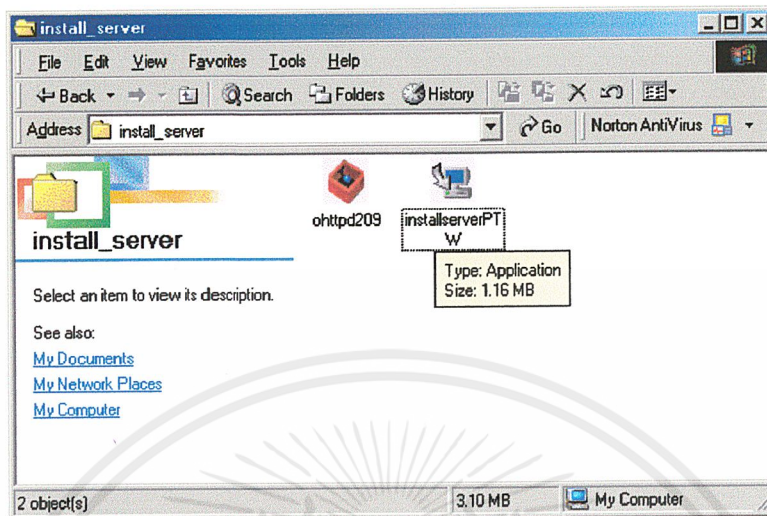 install_server
File Edit View Favorites Tools Help
Back Search Folders History
Address install_server Go Norton AntiVirus
install_server
Select an item to view its description.
See also:
My Documents
My Network Places
My Computer
ohttpd209
installserverPT
W
Type: Application
Size: 1.16 MB
2 object(s) 3.10 MB My Computer